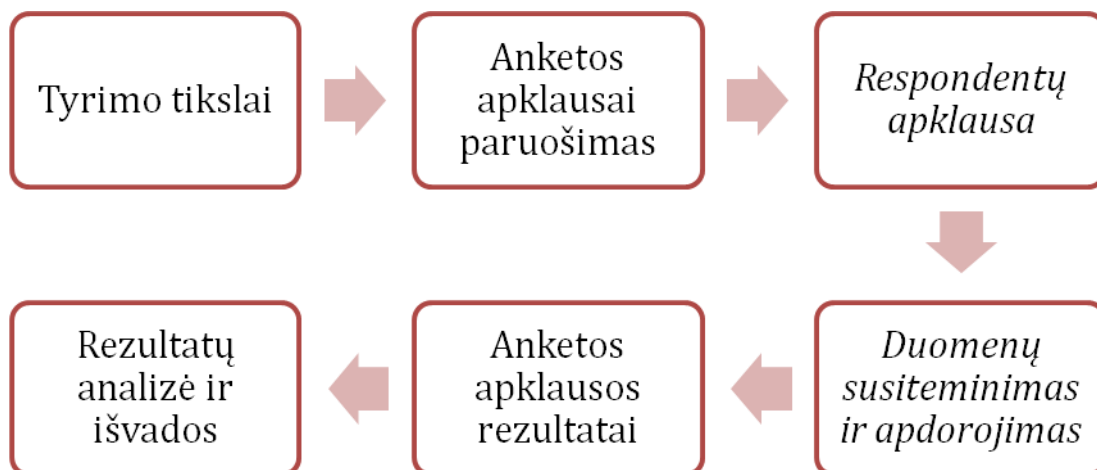 Tyrimo tikslai
Anketos
apklausai
paruošimas
Respondentų
apklausa
Duomenų
susiteminimas
ir apdorojimas
Anketos
apklausos
rezultatai
Rezultatų
analizė ir
išvados